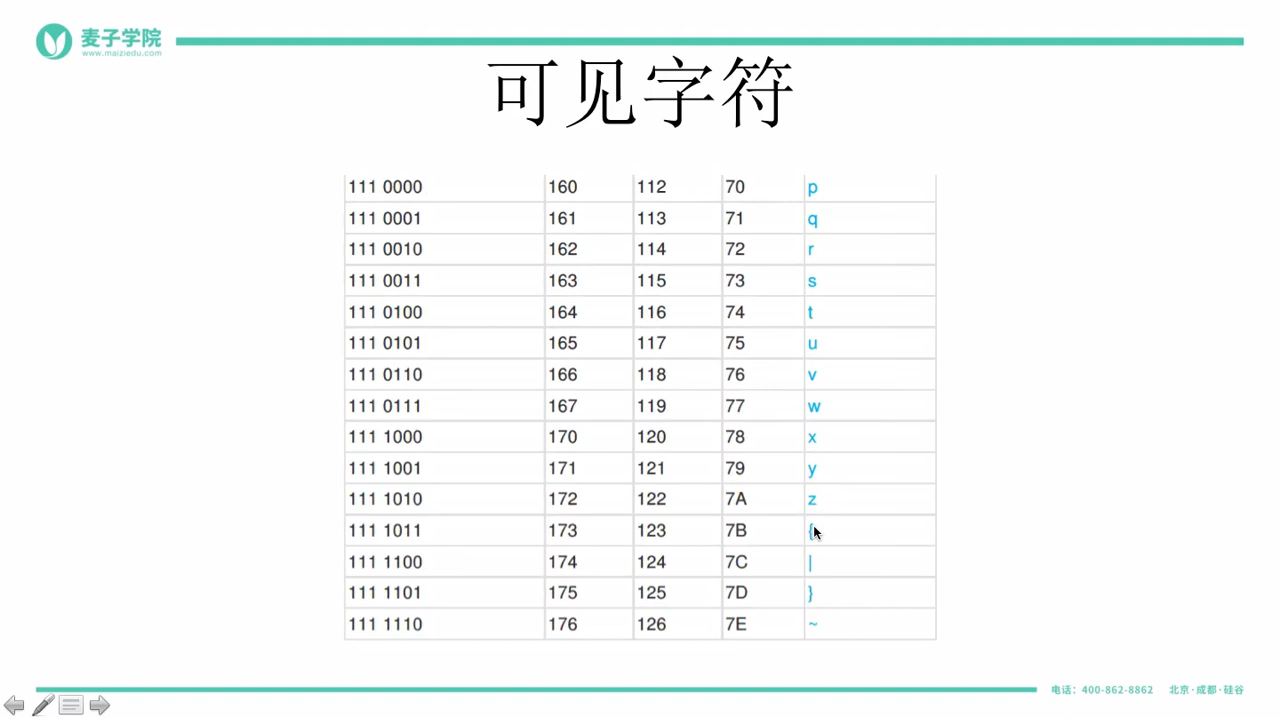 麦子学院
www.maiziedu.com
可见字符
111 0000 160 112 70 p
111 0001 161 113 71 q
111 0010 162 114 72 r
111 0011 163 115 73 s
111 0100 164 116 74 t
111 0101 165 117 75 u
111 0110 166 118 76 v
111 0111 167 119 77 w
111 1000 170 120 78 x
111 1001 171 121 79 y
111 1010 172 122 7A z
111 1011 173 123 7B {
111 1100 174 124 7C |
111 1101 175 125 7D }
111 1110 176 126 7E ~
电话：400-862-8862 北京·成都·硅谷